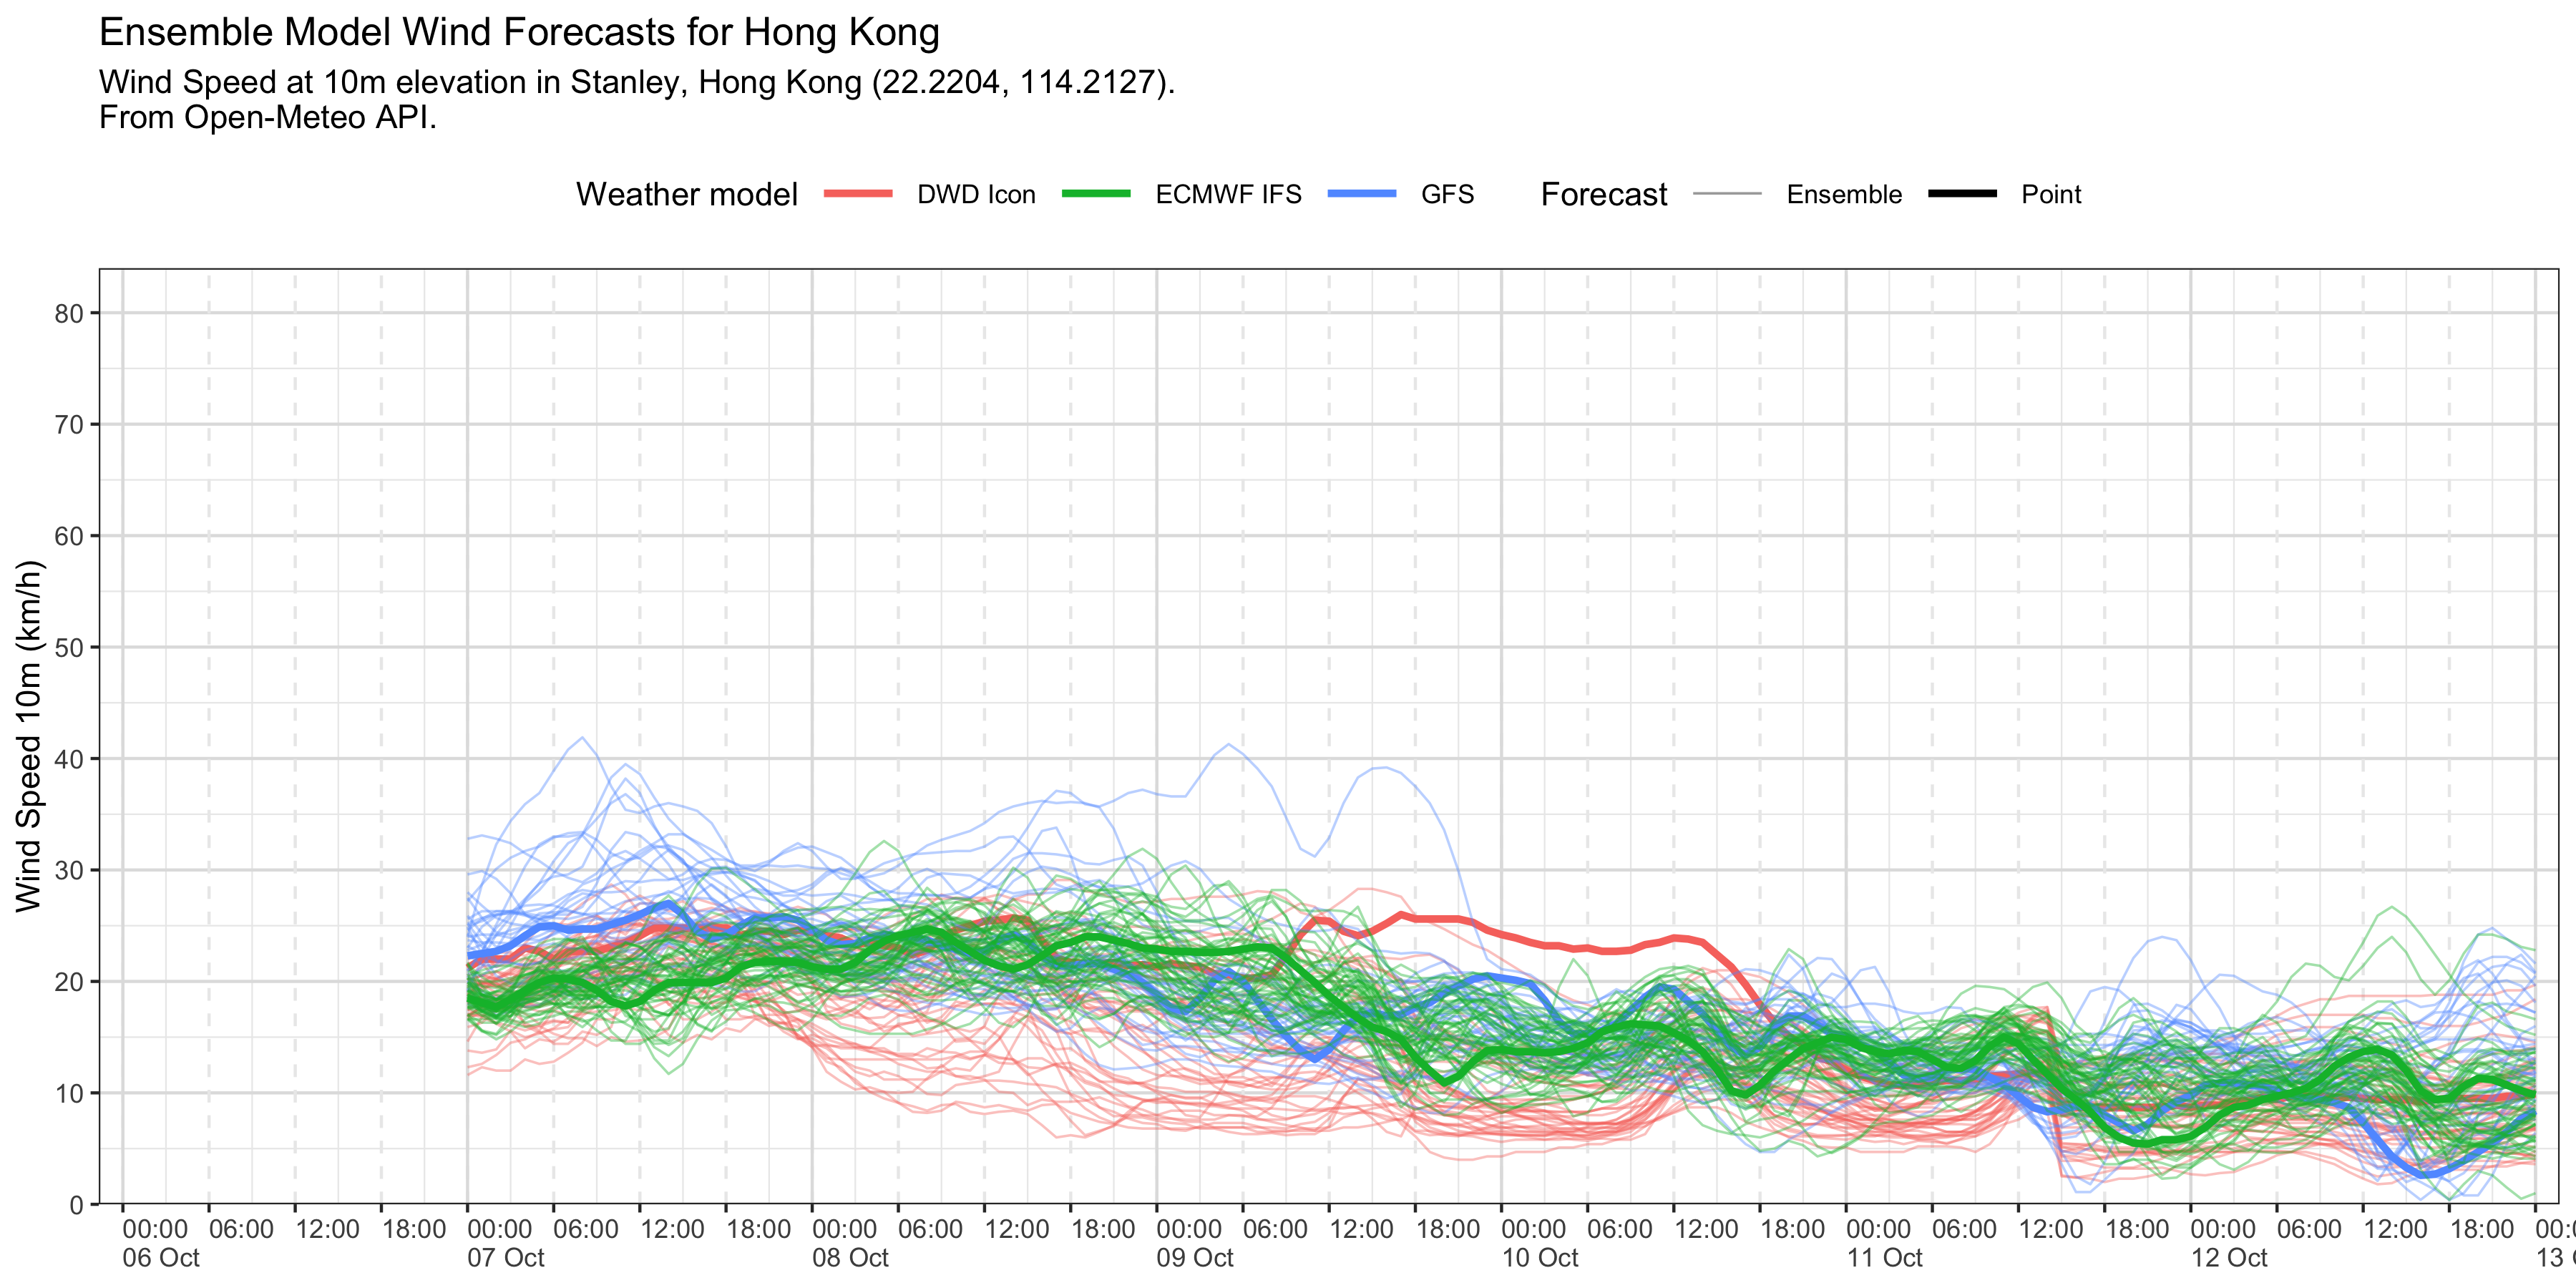 Ensemble Model Wind Forecasts for Hong Kong
Wind Speed at 10m elevation in Stanley, Hong Kong (22.2204, 114.2127).
From Open-Meteo API.
Weather model DWD Icon ECMWF IFS GFS Forecast Ensemble Point
80
70
60
50
40
30
20
10
0
Wind Speed 10m (km/h)
00:00 06:00 12:00 18:00 00:00 06:00 12:00 18:00 00:00 06:00 12:00 18:00 00:00 06:00 12:00 18:00 00:00 06:00 12:00 18:00 00:00 06:00 12:00 18:00 00:00 06:00 12:00 18:00 00:
06 Oct 07 Oct 08 Oct 09 Oct 10 Oct 11 Oct 12 Oct 13